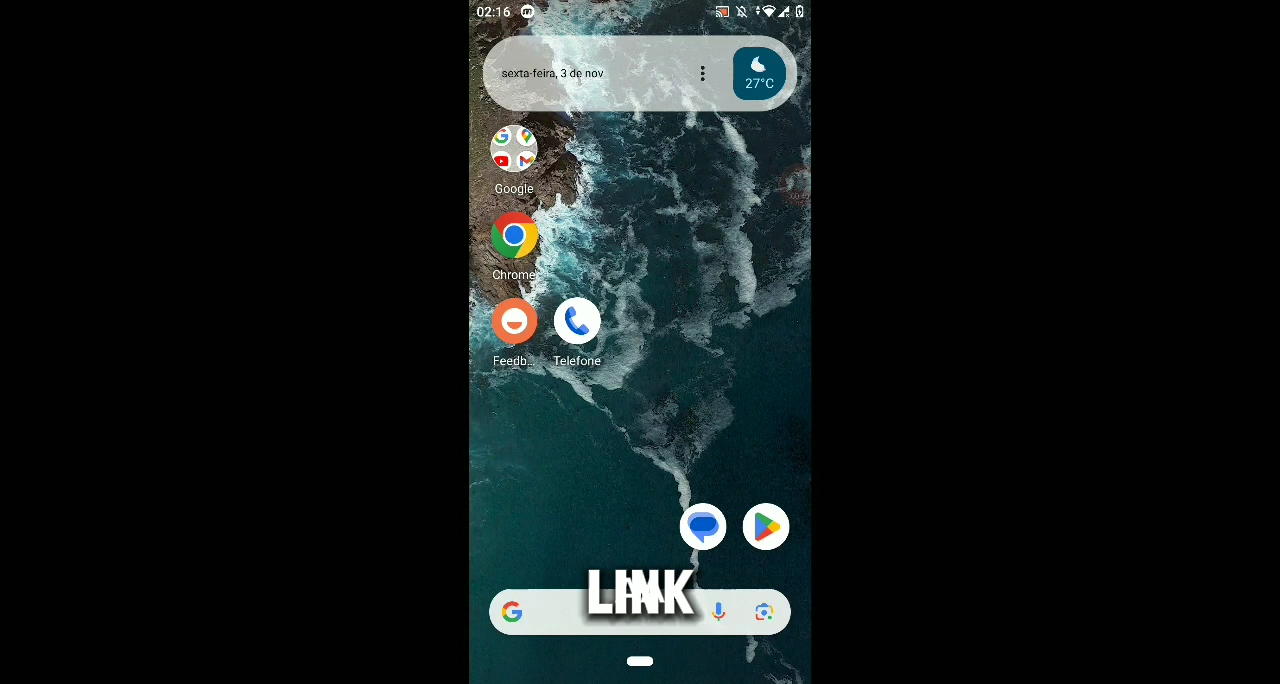 02:16
sexta-feira, 3 de nov
27°C
Google
Chrome
Feedb...
Telefone
LINK